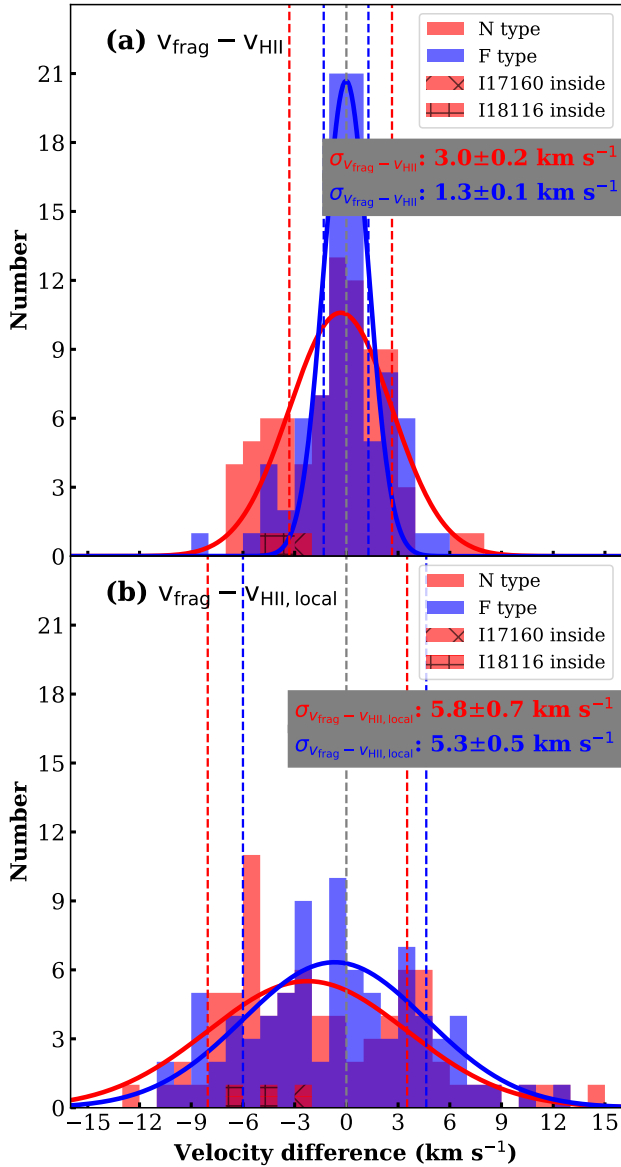 (a) v_frag − v_HII
N type
F type
I17160 inside
I18116 inside
σ_{v_frag − v_HII}: 3.0±0.2 km s⁻¹
σ_{v_frag − v_HII}: 1.3±0.1 km s⁻¹
21
18
15
12
9
6
3
0
Number
(b) v_frag − v_HII, local
N type
F type
I17160 inside
I18116 inside
σ_{v_frag − v_HII, local}: 5.8±0.7 km s⁻¹
σ_{v_frag − v_HII, local}: 5.3±0.5 km s⁻¹
21
18
15
12
9
6
3
0
Number
−15 −12 −9 −6 −3 0 3 6 9 12 15
Velocity difference (km s⁻¹)